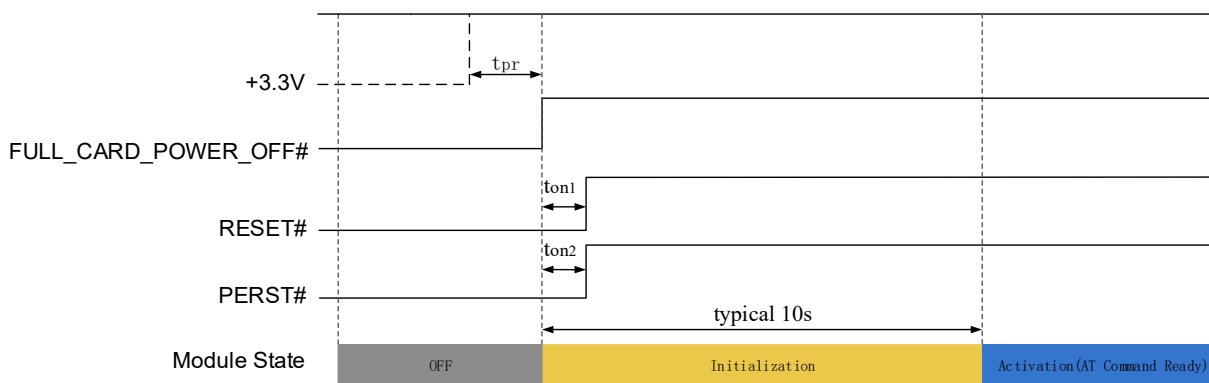 tpr
+3.3V
FULL_CARD_POWER_OFF#
ton1
RESET#
ton2
PERST#
typical 10s
Module State OFF Initialization Activation(AT Command Ready)